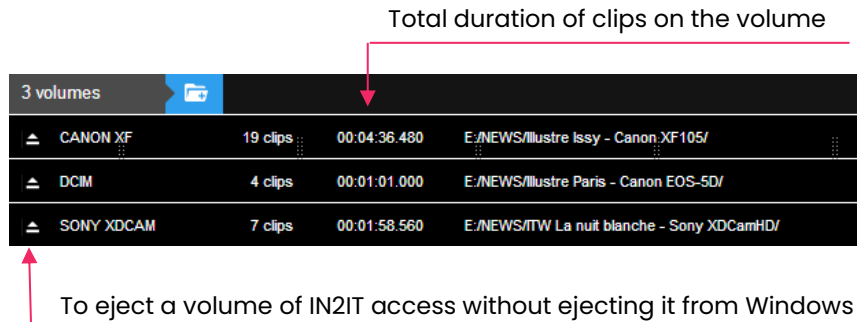 Total duration of clips on the volume
3 volumes
CANON XF 19 clips 00:04:36.480 E:/NEWS/Illustre Issy - Canon XF105/
DCIM 4 clips 00:01:01.000 E:/NEWS/Illustre Paris - Canon EOS-5D/
SONY XDCAM 7 clips 00:01:58.560 E:/NEWS/ITW La nuit blanche - Sony XDCamHD/
To eject a volume of IN2IT access without ejecting it from Windows